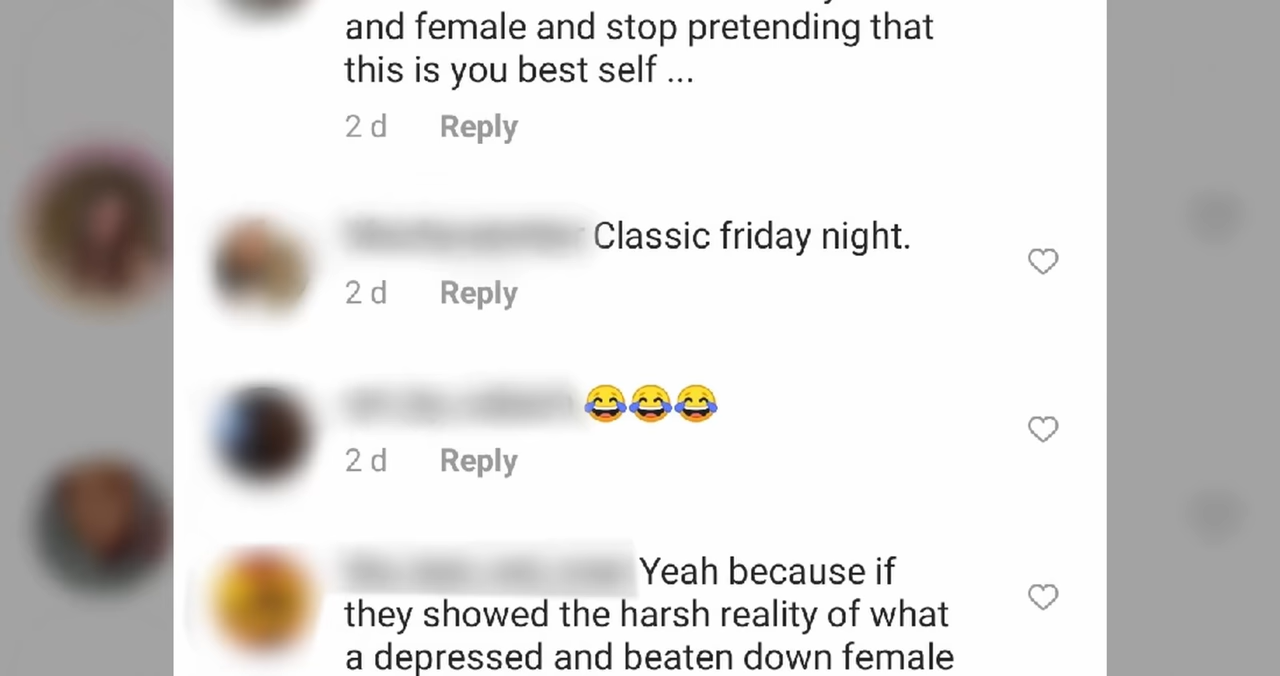 and female and stop pretending that
this is you best self ...
2 d Reply
Classic friday night.
2 d Reply
😂😂😂
2 d Reply
Yeah because if
they showed the harsh reality of what
a depressed and beaten down female